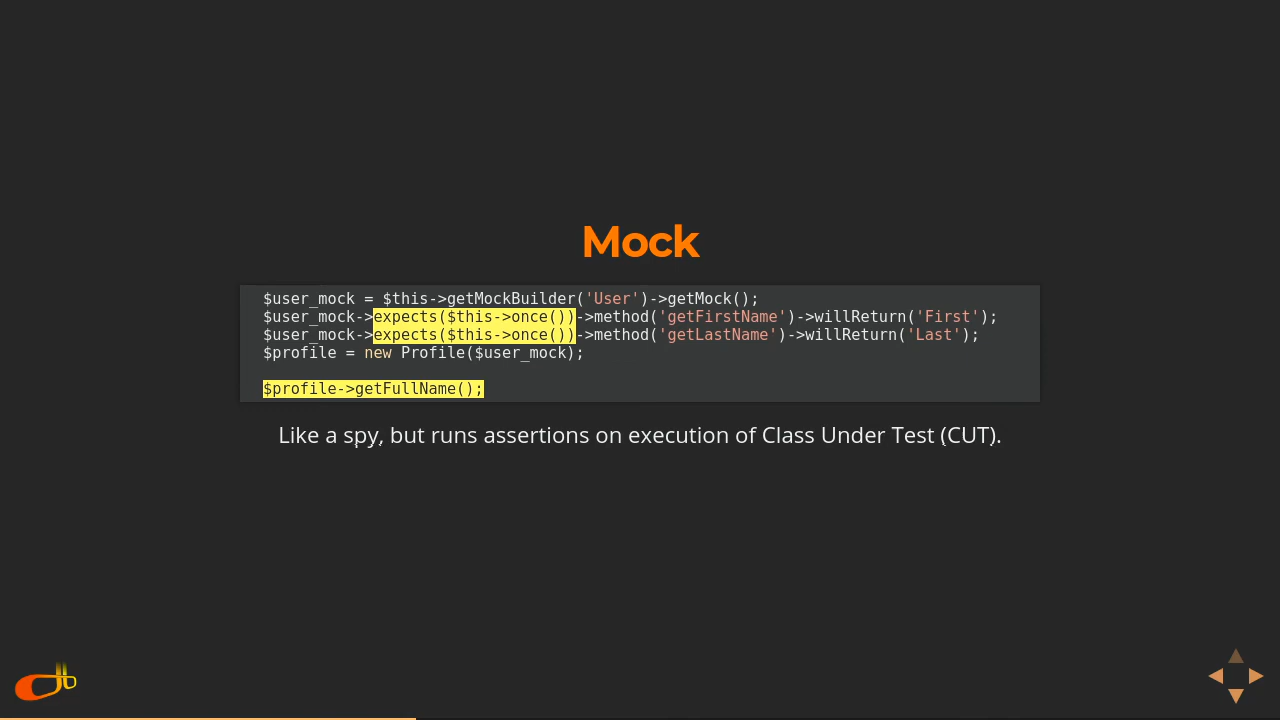 Mock
$user_mock = $this->getMockBuilder('User')->getMock();
$user_mock->expects($this->once())->method('getFirstName')->willReturn('First');
$user_mock->expects($this->once())->method('getLastName')->willReturn('Last');
$profile = new Profile($user_mock);
$profile->getFullName();
Like a spy, but runs assertions on execution of Class Under Test (CUT).